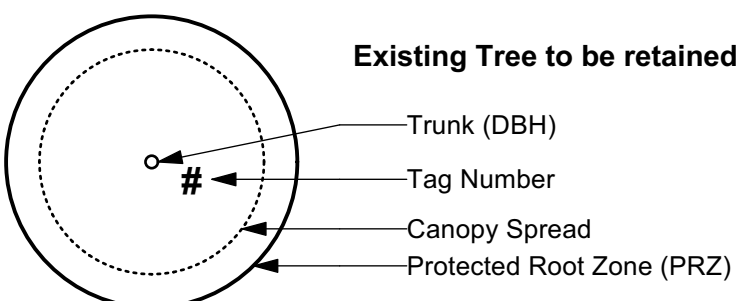 Existing Tree to be retained
Trunk (DBH)
# Tag Number
Canopy Spread
Protected Root Zone (PRZ)